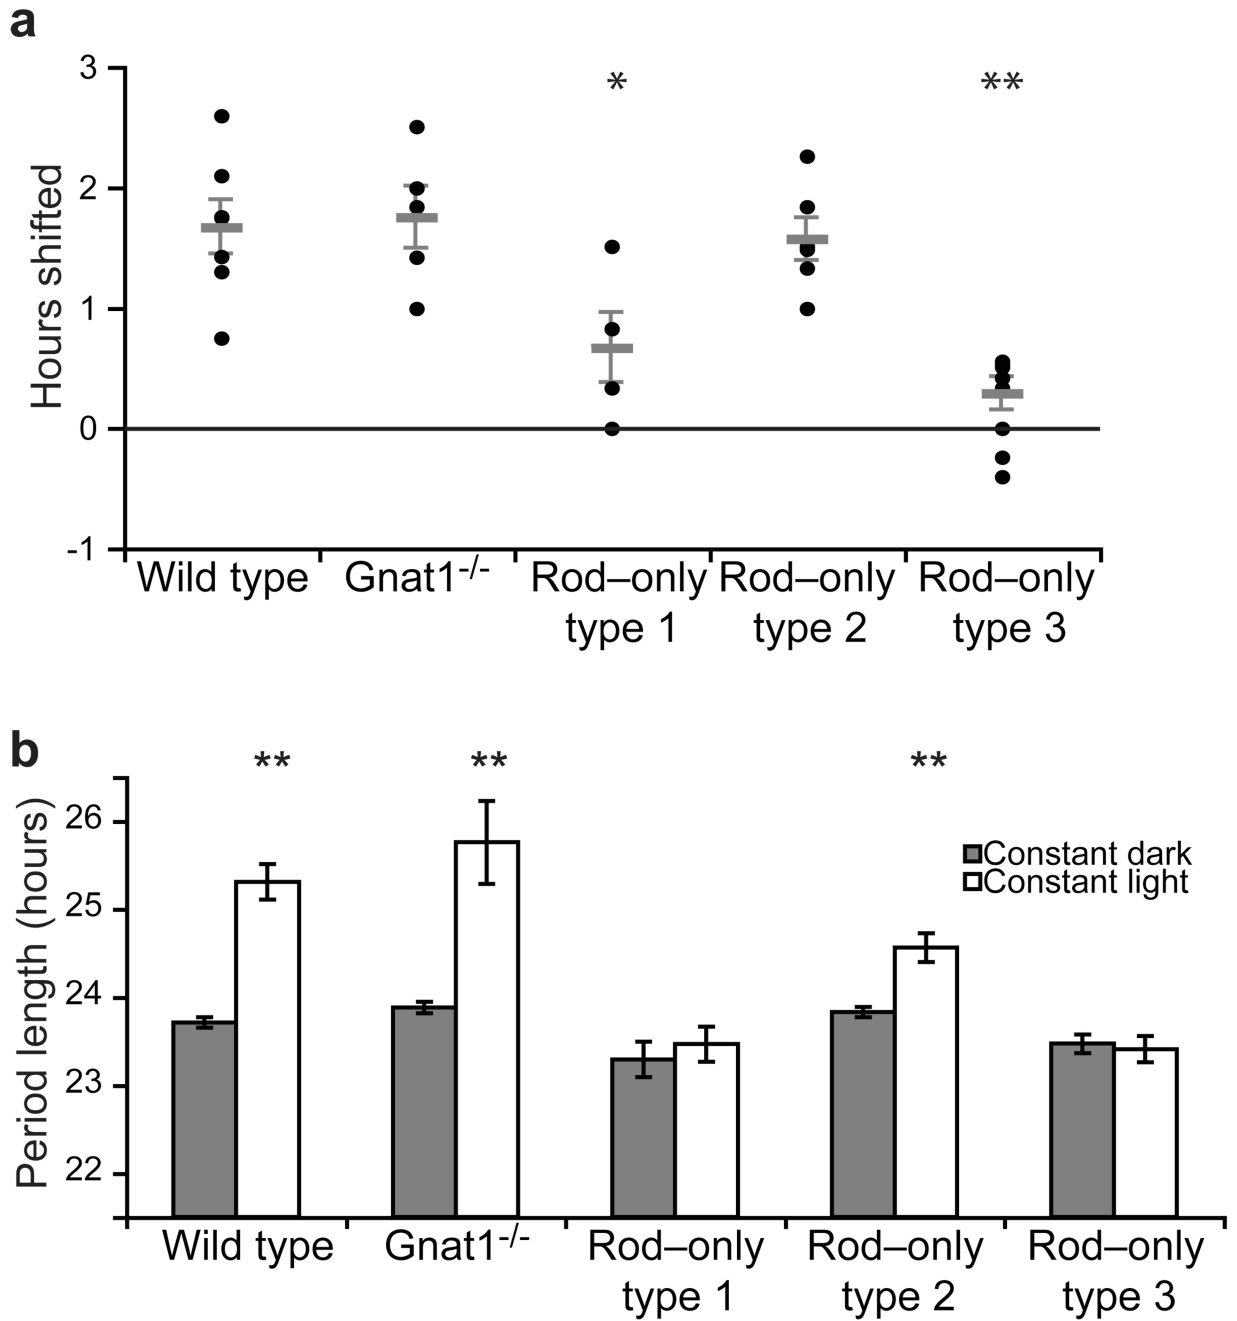 a
3
2
1
0
-1
Hours shifted
* **
Wild type Gnat1-/- Rod–only type 1 Rod–only type 2 Rod–only type 3
b
** ** **
26
25
24
23
22
Period length (hours)
Constant dark
Constant light
Wild type Gnat1-/- Rod–only type 1 Rod–only type 2 Rod–only type 3